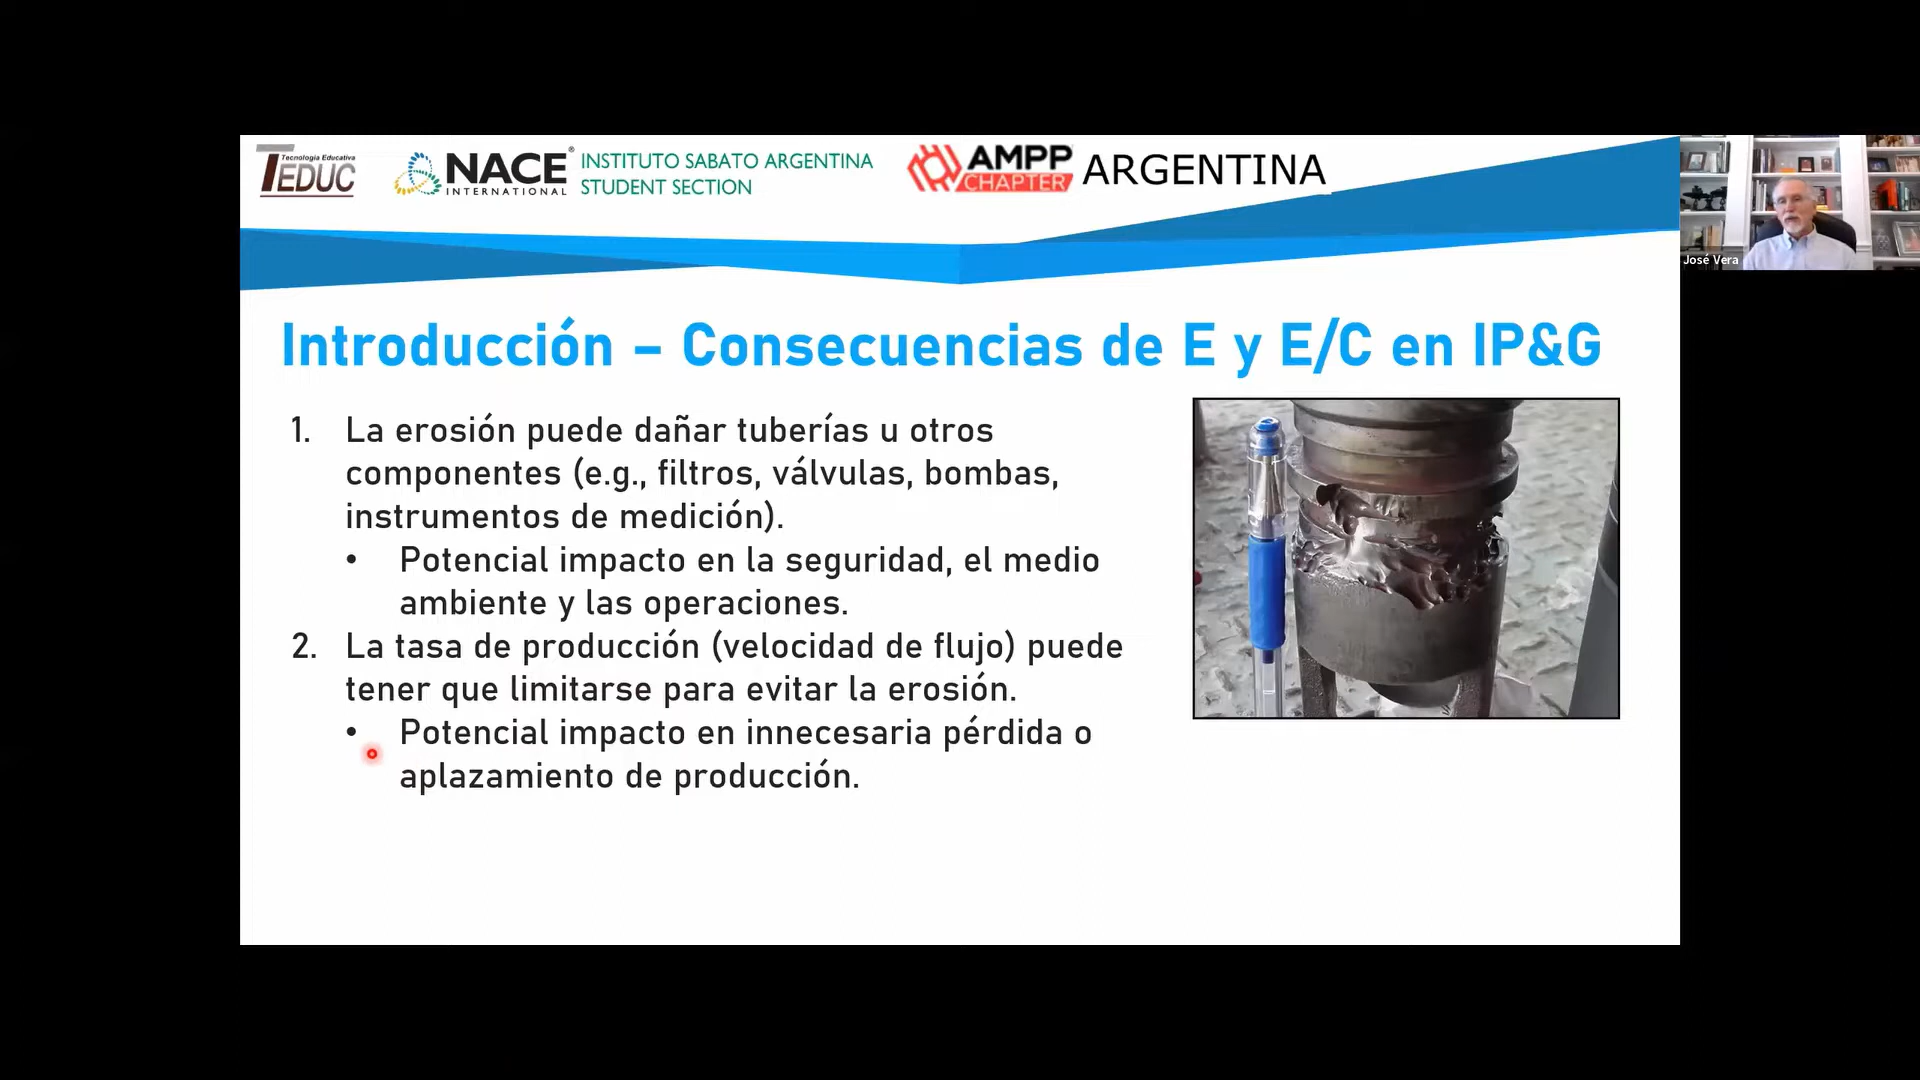 Tecnología Educativa
TEDUC
NACE®
INTERNATIONAL
INSTITUTO SABATO ARGENTINA
STUDENT SECTION
AMPP
CHAPTER
ARGENTINA
José Vera
Introducción – Consecuencias de E y E/C en IP&G
1. La erosión puede dañar tuberías u otros
componentes (e.g., filtros, válvulas, bombas,
instrumentos de medición).
• Potencial impacto en la seguridad, el medio
ambiente y las operaciones.
2. La tasa de producción (velocidad de flujo) puede
tener que limitarse para evitar la erosión.
• Potencial impacto en innecesaria pérdida o
aplazamiento de producción.